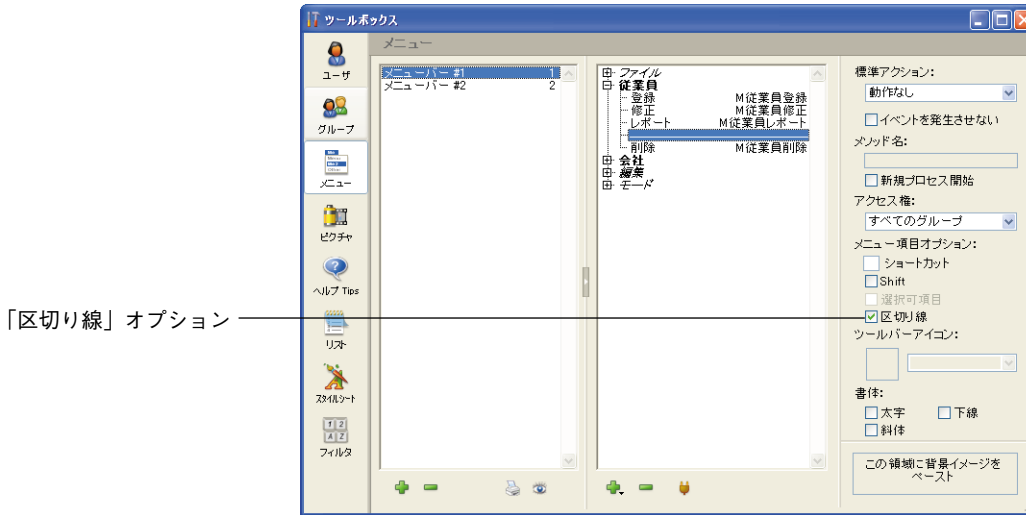 ツールボックス
メニュー
ユーザ
グループ
メニュー
ピクチャ
ヘルプ Tips
リスト
スタイルシート
フィルタ
メニューバー #1 1
メニューバー #2 2
ファイル
従業員
登録 M従業員登録
修正 M従業員修正
レポート M従業員レポート
削除 M従業員削除
会社
編集
モード
標準アクション:
動作なし
イベントを発生させない
メソッド名:
新規プロセス開始
アクセス権:
すべてのグループ
メニュー項目オプション:
ショートカット
Shift
選択可項目
区切り線
ツールバーアイコン:
書体:
太字 下線
斜体
この領域に背景イメージを
ペースト
「区切り線」オプション